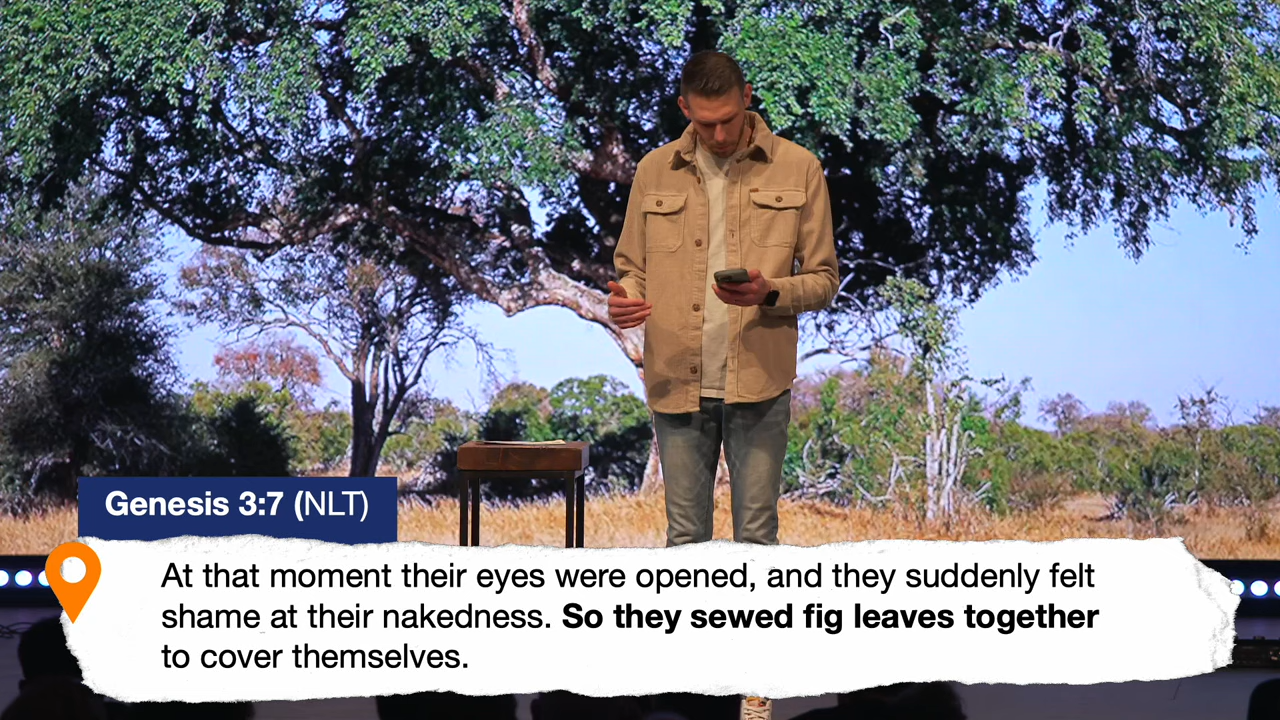 Genesis 3:7 (NLT)
At that moment their eyes were opened, and they suddenly felt
shame at their nakedness. So they sewed fig leaves together
to cover themselves.